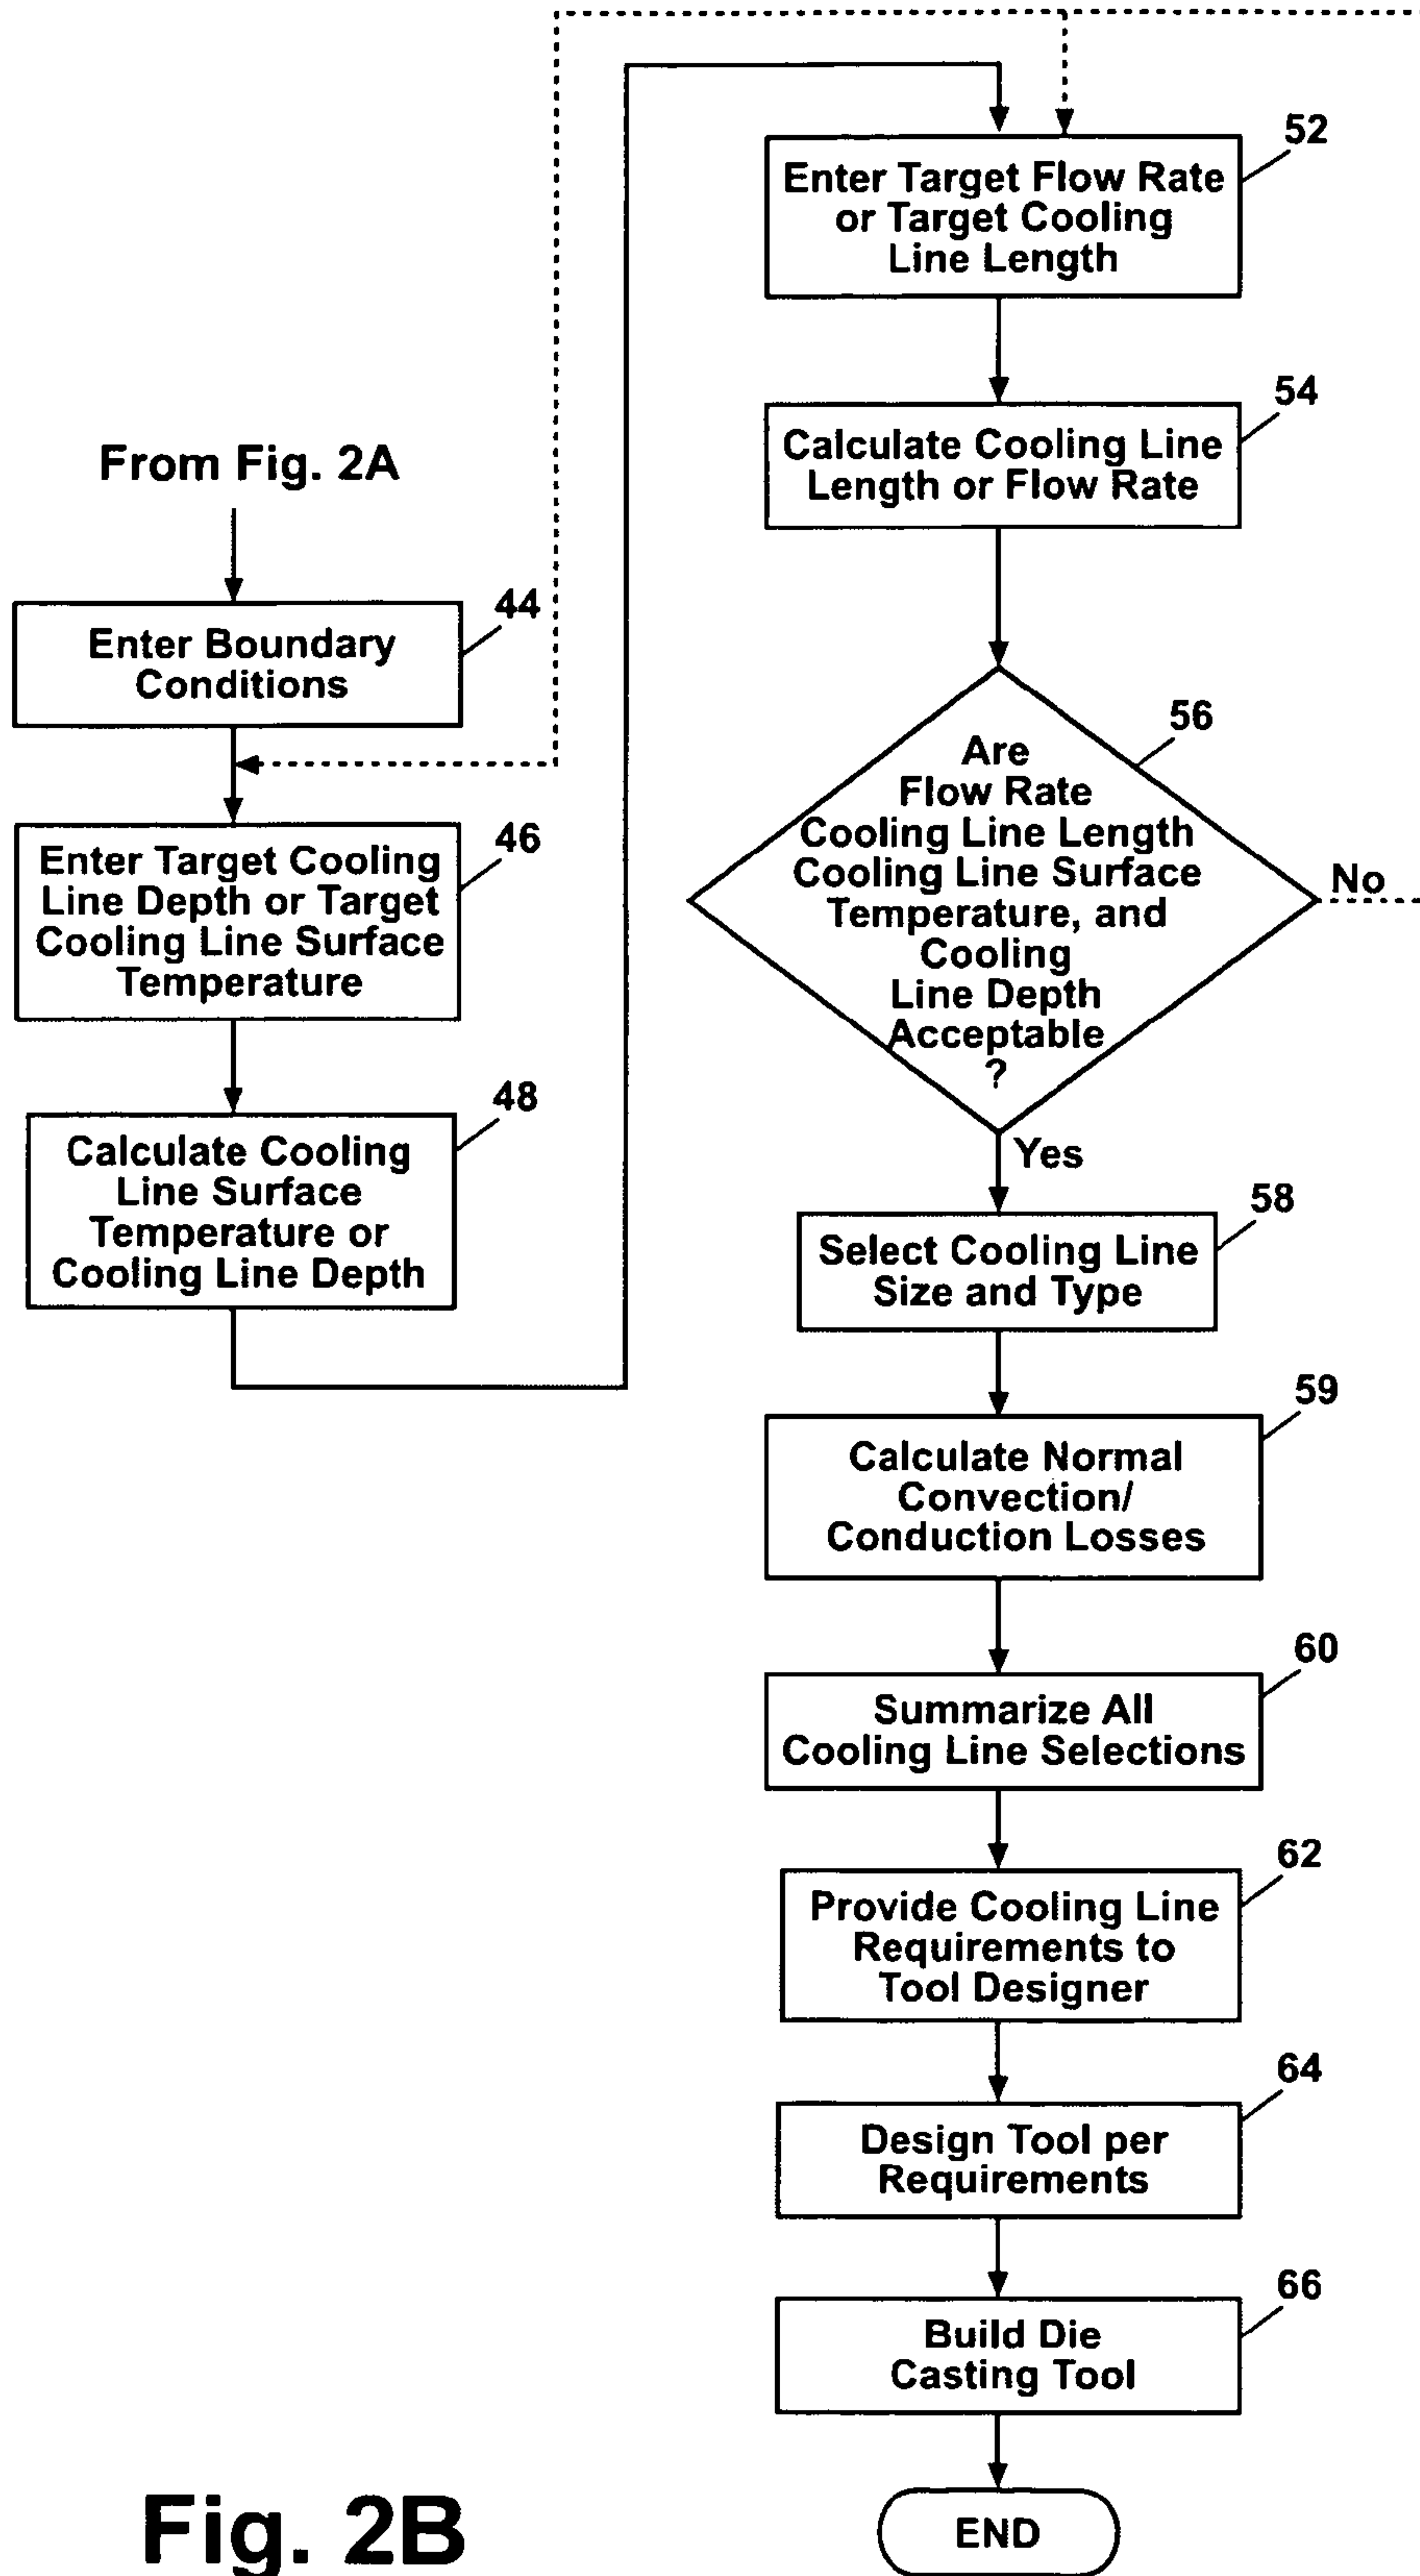 From Fig. 2A
44
Enter Boundary
Conditions
46
Enter Target Cooling
Line Depth or Target
Cooling Line Surface
Temperature
48
Calculate Cooling
Line Surface
Temperature or
Cooling Line Depth
52
Enter Target Flow Rate
or Target Cooling
Line Length
54
Calculate Cooling Line
Length or Flow Rate
56
Are
Flow Rate
Cooling Line Length
Cooling Line Surface
Temperature, and
Cooling
Line Depth
Acceptable
?
No
Yes
58
Select Cooling Line
Size and Type
59
Calculate Normal
Convection/
Conduction Losses
60
Summarize All
Cooling Line Selections
62
Provide Cooling Line
Requirements to
Tool Designer
64
Design Tool per
Requirements
66
Build Die
Casting Tool
END
Fig. 2B